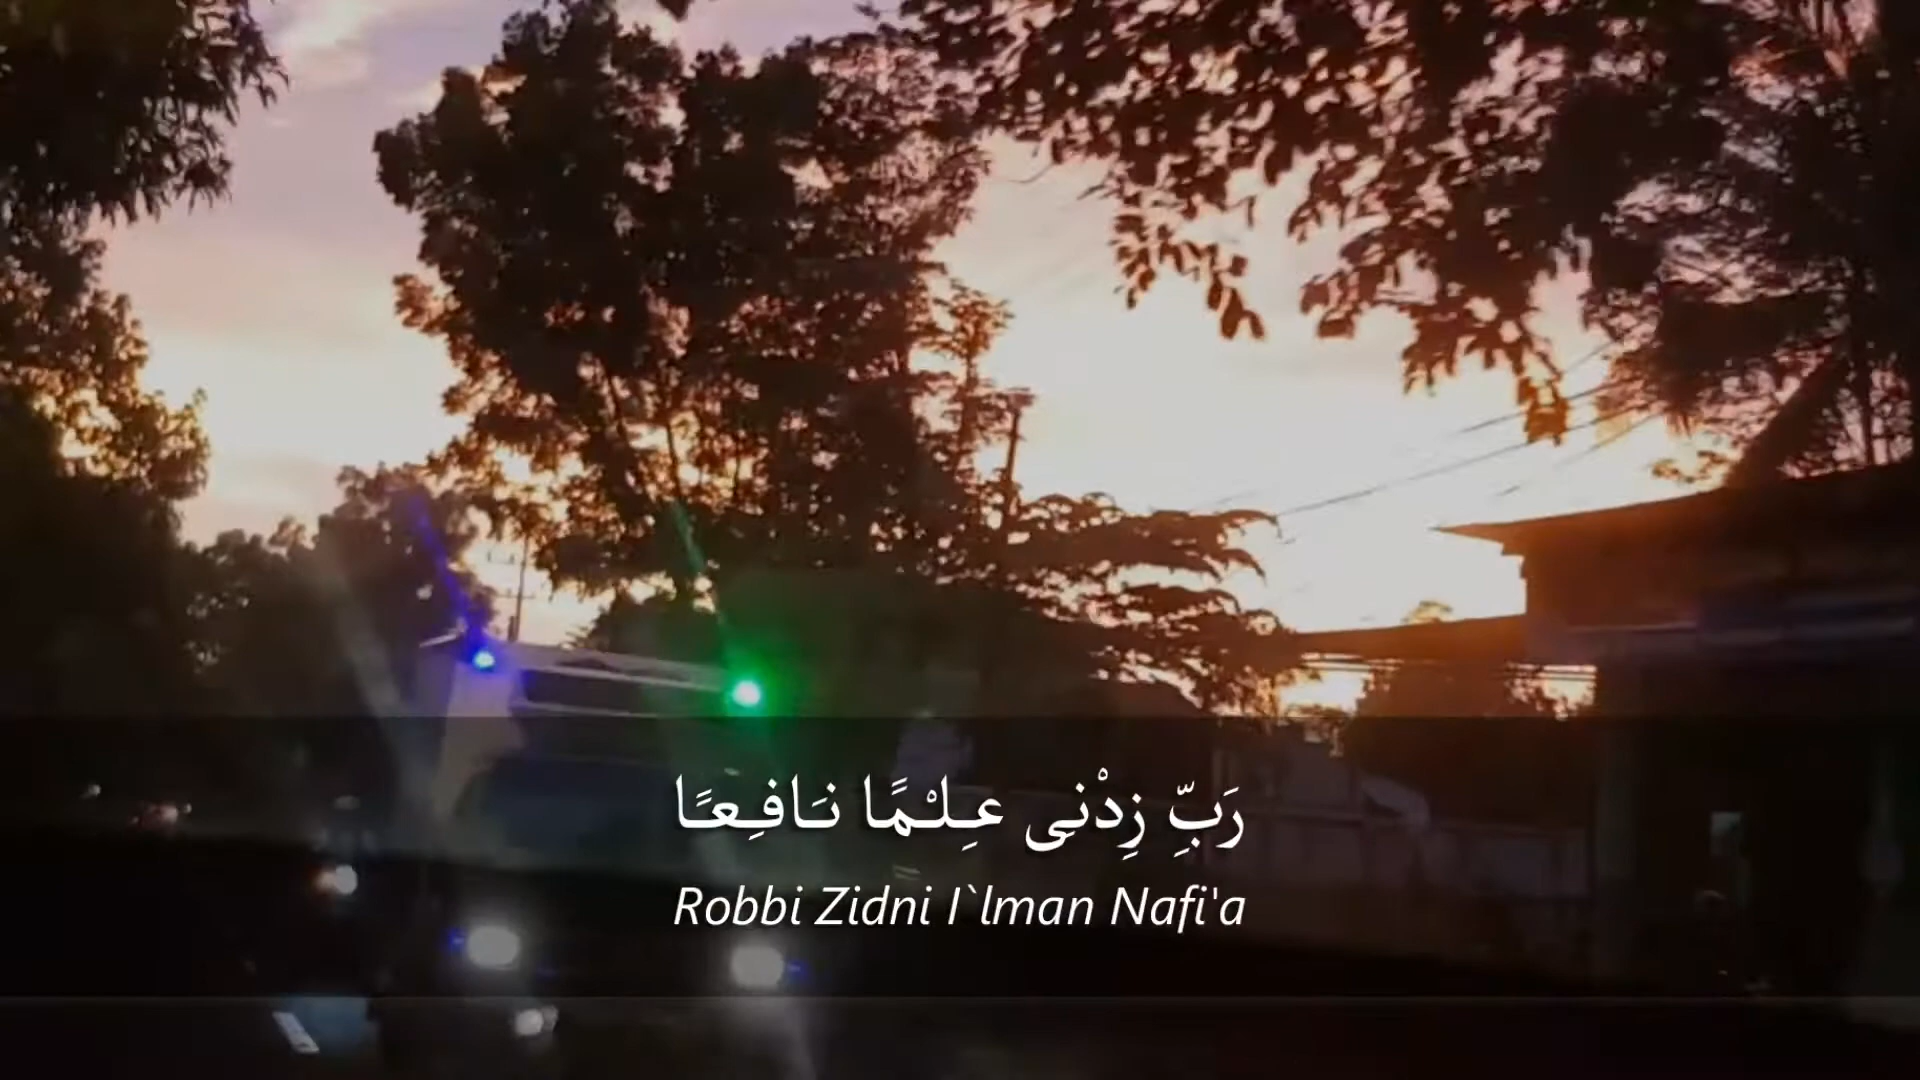 رَبِّ زِدْنِى عِلْمًا نَافِعًا
Robbi Zidni I`lman Nafi'a